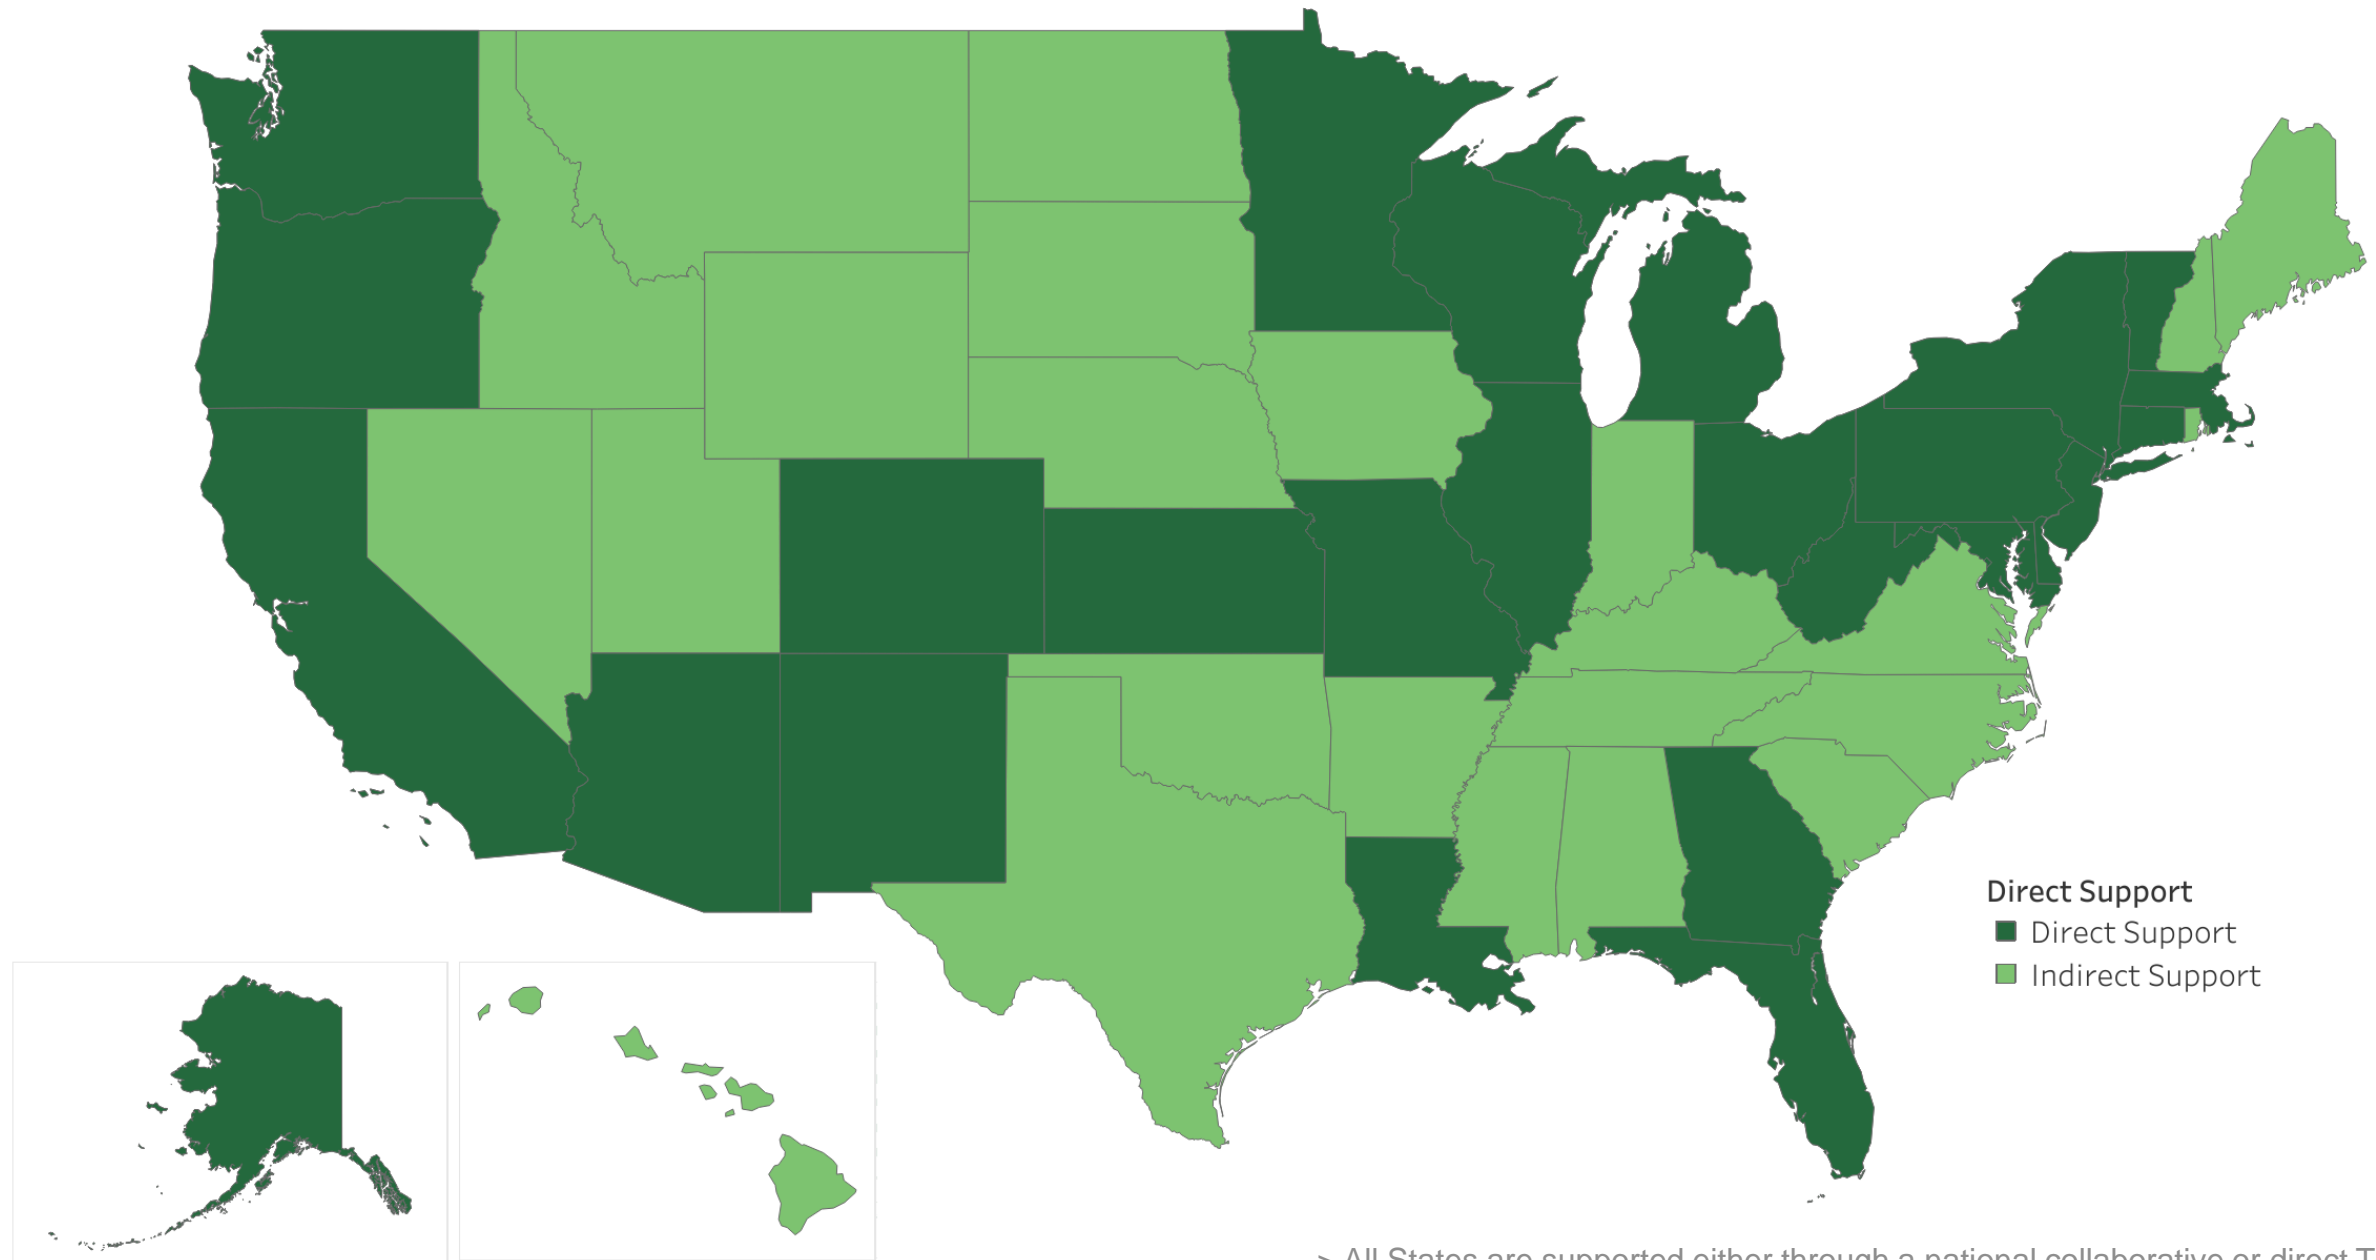 Direct Support
Direct Support
Indirect Support
> All States are supported either through a national collaborative or direct T